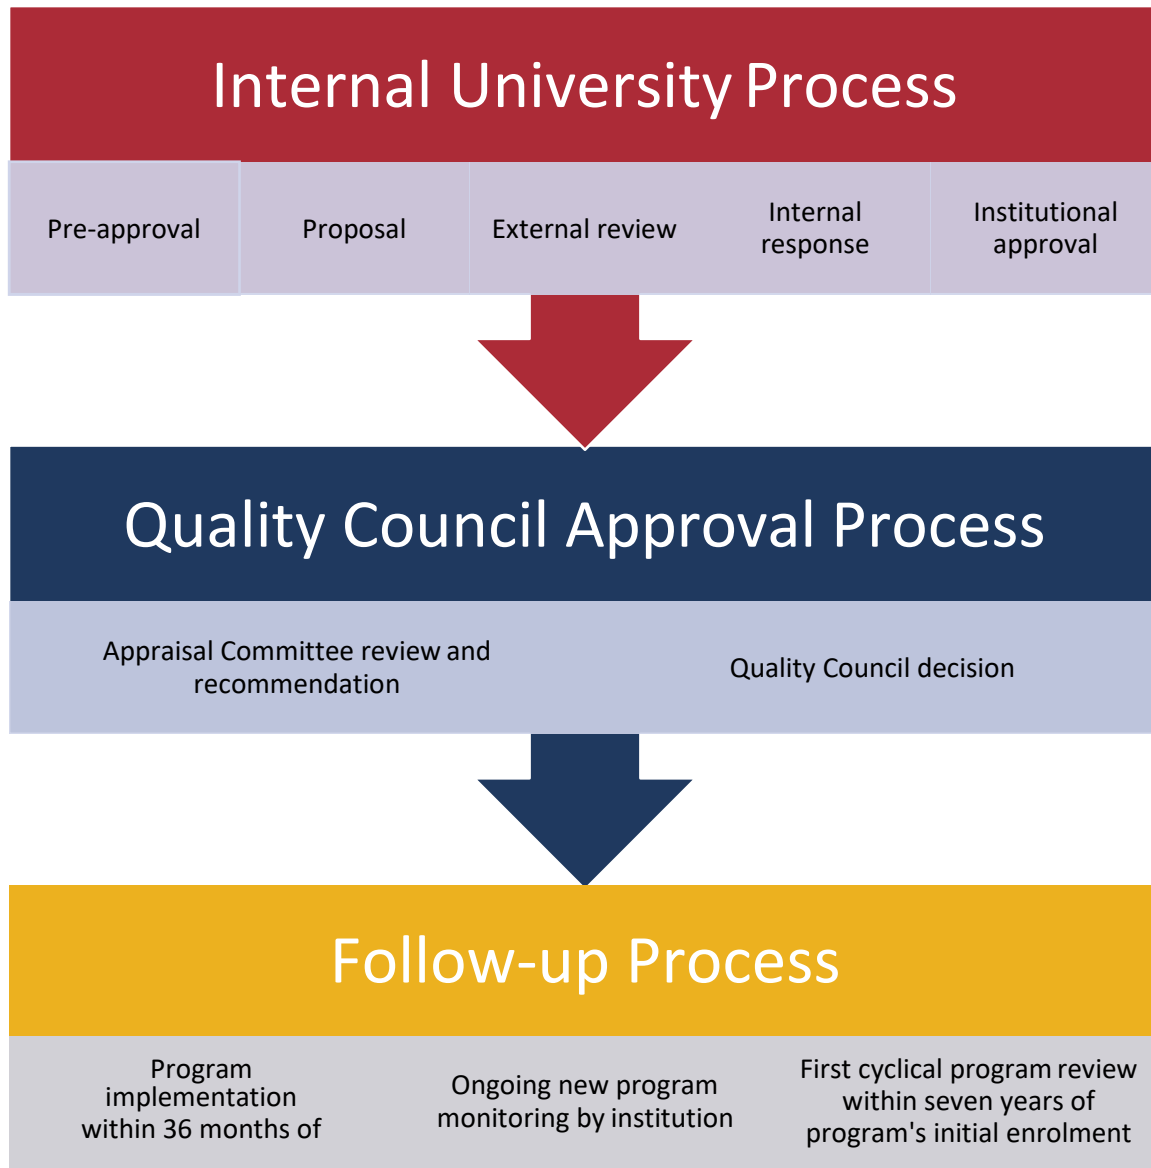 Internal University Process
Pre-approval
Proposal
External review
Internal
response
Institutional
approval
Quality Council Approval Process
Appraisal Committee review and
recommendation
Quality Council decision
Follow-up Process
Program
implementation
within 36 months of
Ongoing new program
monitoring by institution
First cyclical program review
within seven years of
program's initial enrolment